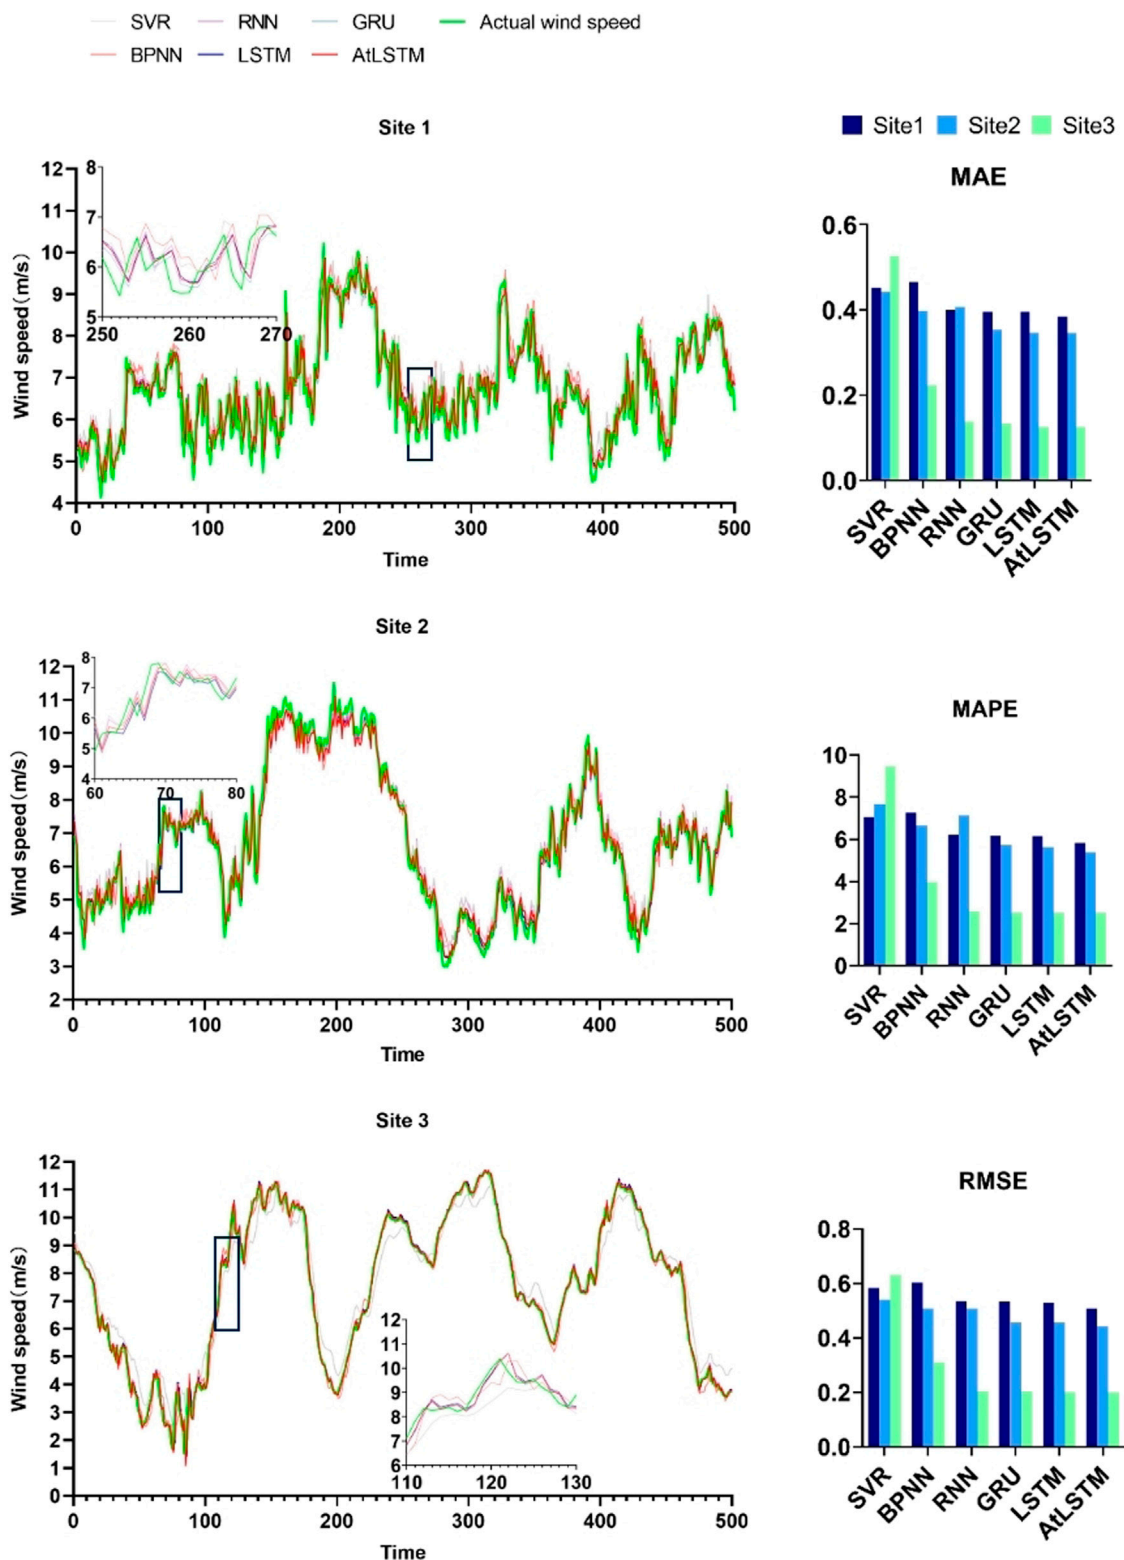 SVR RNN GRU Actual wind speed
BPNN LSTM AtLSTM
Site 1
Wind speed(m/s)
12
11
10
9
8
7
6
5
4
0 100 200 300 400 500
Time
8
7
6
5
250 260 270
Site1 Site2 Site3
MAE
0.6
0.4
0.2
0.0
SVR BPNN RNN GRU LSTM AtLSTM
Site 2
Wind speed(m/s)
12
11
10
9
8
7
6
5
4
3
2
0 100 200 300 400 500
Time
8
7
6
5
4
60 70 80
MAPE
10
8
6
4
2
0
SVR BPNN RNN GRU LSTM AtLSTM
Site 3
Wind speed(m/s)
12
11
10
9
8
7
6
5
4
3
2
1
0
0 100 200 300 400 500
Time
12
11
10
9
8
7
6
110 120 130
RMSE
0.8
0.6
0.4
0.2
0.0
SVR BPNN RNN GRU LSTM AtLSTM